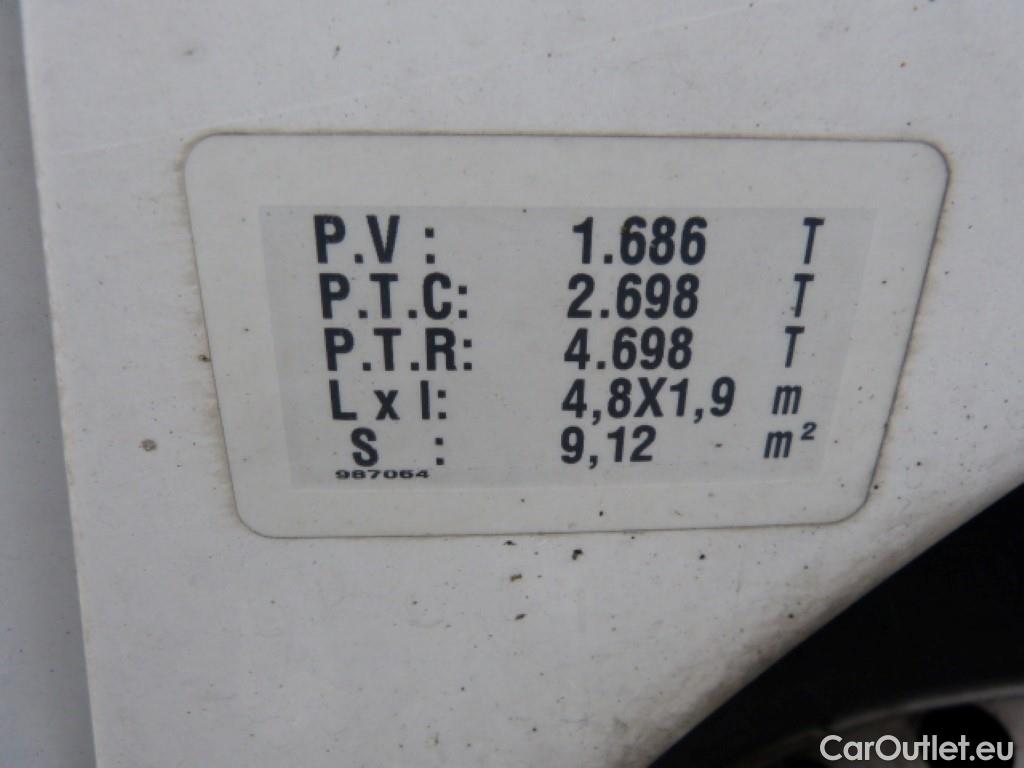 P.V : 1.686 T
P.T.C: 2.698 T
P.T.R: 4.698 T
L x l: 4,8X1,9 m
S : 9,12 m²
987064
CarOutlet.eu